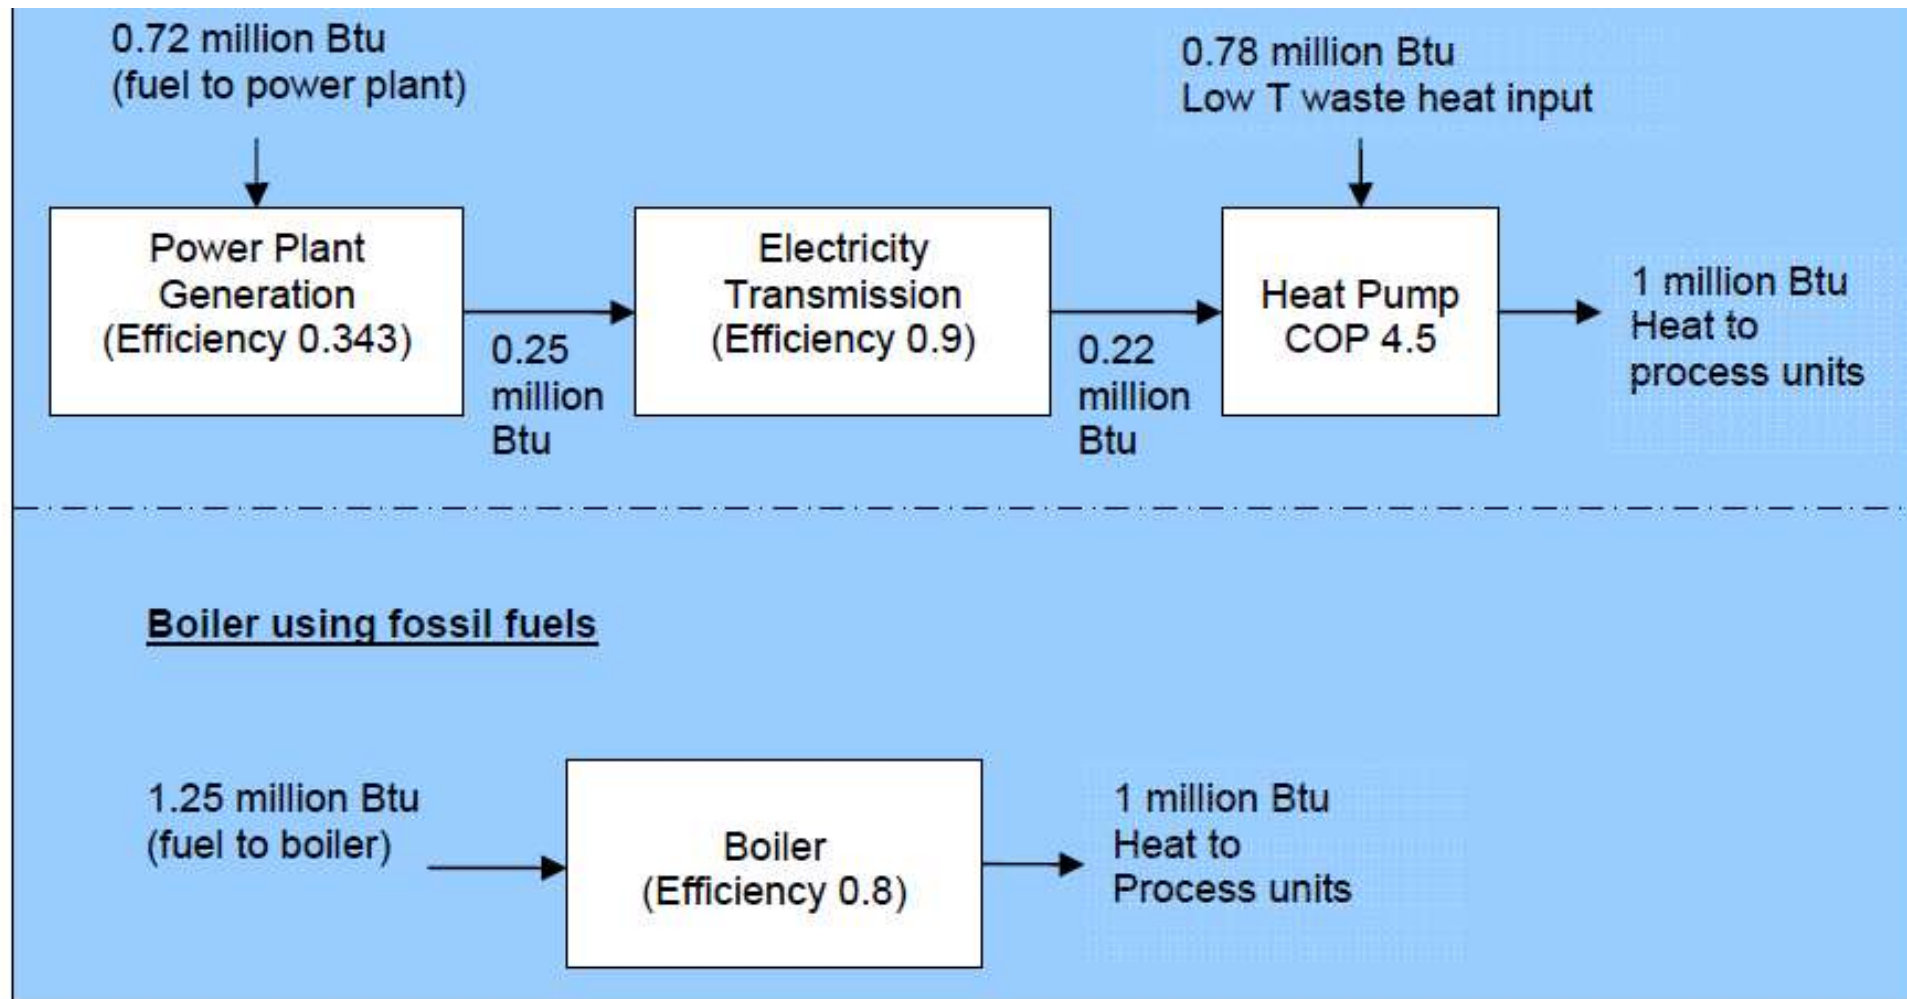 0.72 million Btu
(fuel to power plant)
0.78 million Btu
Low T waste heat input
Power Plant
Generation
(Efficiency 0.343)
0.25
million
Btu
Electricity
Transmission
(Efficiency 0.9)
0.22
million
Btu
Heat Pump
COP 4.5
1 million Btu
Heat to
process units
Boiler using fossil fuels
1.25 million Btu
(fuel to boiler)
Boiler
(Efficiency 0.8)
1 million Btu
Heat to
Process units